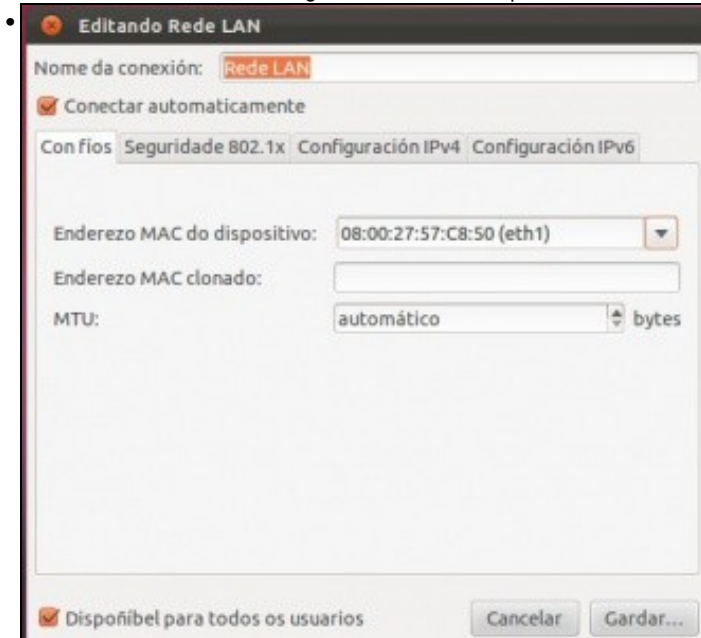 Editando Rede LAN
Nome da conexión: Rede LAN
Conectar automaticamente
Con fíos Seguridade 802.1x Configuración IPv4 Configuración IPv6
Enderezo MAC do dispositivo: 08:00:27:57:C8:50 (eth1)
Enderezo MAC clonado:
MTU: automático bytes
Dispoñíbel para todos os usuarios Cancelar Gardar...